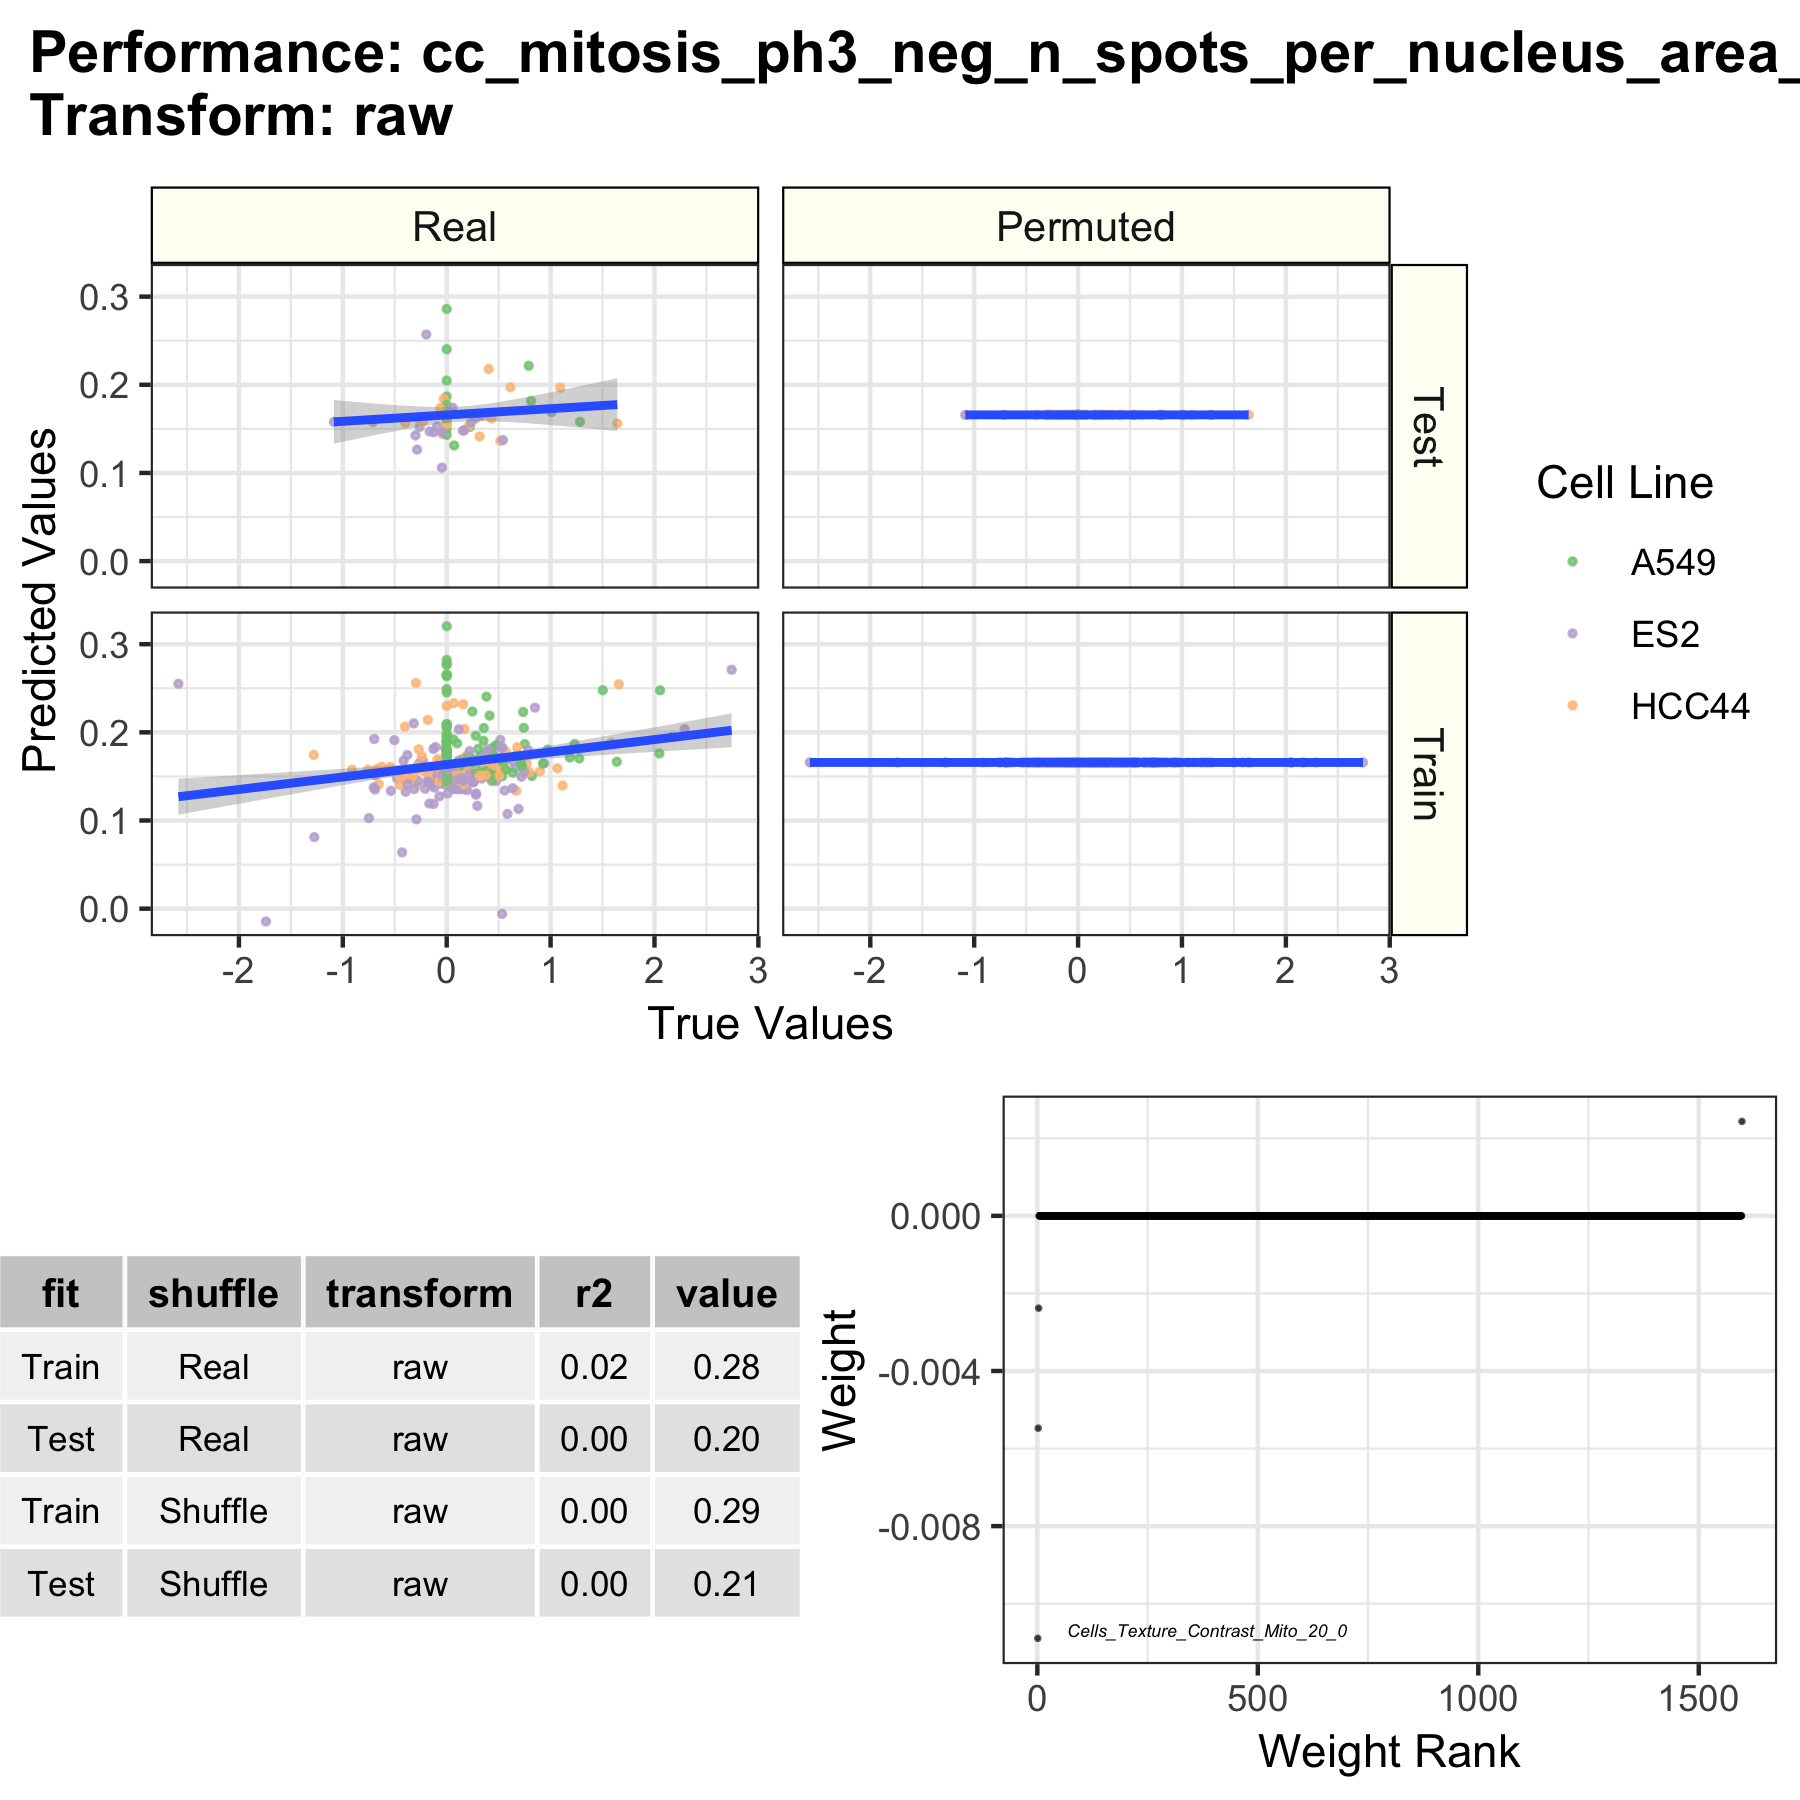 Performance: cc_mitosis_ph3_neg_n_spots_per_nucleus_area_
Transform: raw
Real
Permuted
0.3
0.2
0.1
0.0
Test
0.3
0.2
0.1
0.0
Train
Predicted Values
-2 -1 0 1 2 3
-2 -1 0 1 2 3
True Values
Cell Line
A549
ES2
HCC44
fit shuffle transform r2 value
Train Real raw 0.02 0.28
Test Real raw 0.00 0.20
Train Shuffle raw 0.00 0.29
Test Shuffle raw 0.00 0.21
Weight
0.000
-0.004
-0.008
Cells_Texture_Contrast_Mito_20_0
0 500 1000 1500
Weight Rank